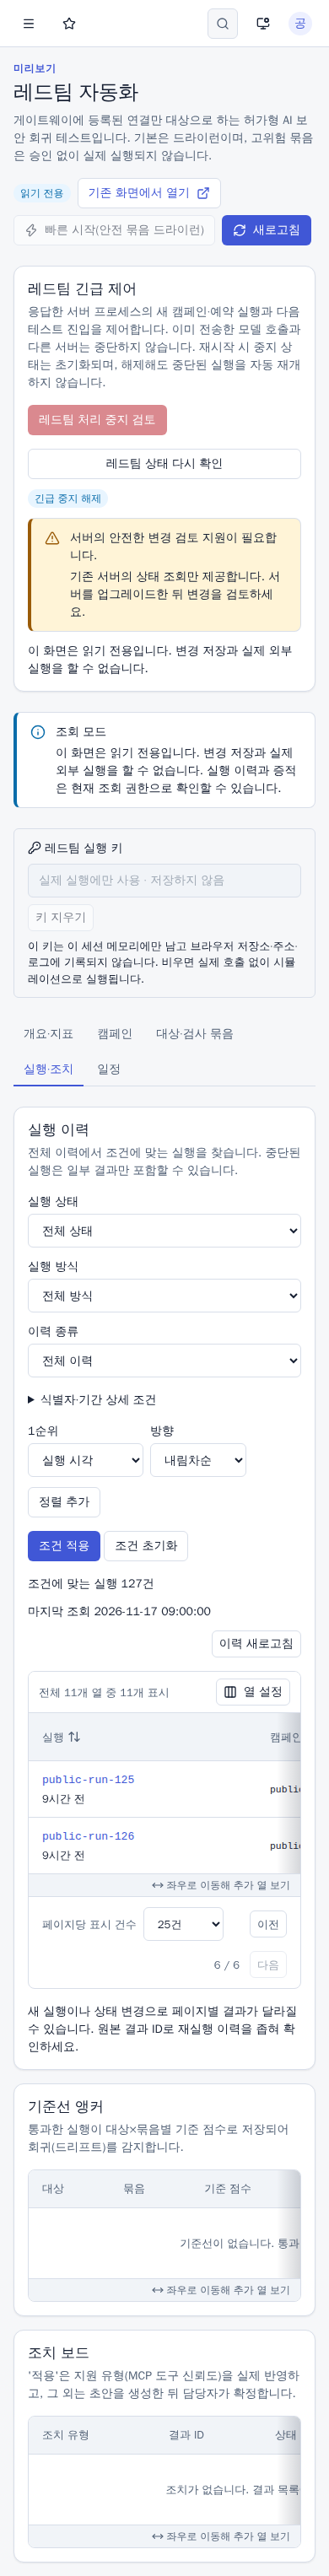 공
미리보기
레드팀 자동화
게이트웨이에 등록된 연결만 대상으로 하는 허가형 AI 보
안 회귀 테스트입니다. 기본은 드라이런이며, 고위험 묶음
은 승인 없이 실제 실행되지 않습니다.
읽기 전용
기존 화면에서 열기
빠른 시작(안전 묶음 드라이런)
새로고침
레드팀 긴급 제어
응답한 서버 프로세스의 새 캠페인·예약 실행과 다음
테스트 진입을 제어합니다. 이미 전송한 모델 호출과
다른 서버는 중단하지 않습니다. 재시작 시 중지 상
태는 초기화되며, 해제해도 중단된 실행을 자동 재개
하지 않습니다.
레드팀 처리 중지 검토
레드팀 상태 다시 확인
긴급 중지 해제
서버의 안전한 변경 검토 지원이 필요합
니다.
기존 서버의 상태 조회만 제공합니다. 서
버를 업그레이드한 뒤 변경을 검토하세
요.
이 화면은 읽기 전용입니다. 변경 저장과 실제 외부
실행을 할 수 없습니다.
조회 모드
이 화면은 읽기 전용입니다. 변경 저장과 실제
외부 실행을 할 수 없습니다. 실행 이력과 증적
은 현재 조회 권한으로 확인할 수 있습니다.
레드팀 실행 키
실제 실행에만 사용 · 저장하지 않음
키 지우기
이 키는 이 세션 메모리에만 남고 브라우저 저장소·주소·
로그에 기록되지 않습니다. 비우면 실제 호출 없이 시뮬
레이션으로 실행됩니다.
개요·지표
캠페인
대상·검사 묶음
실행·조치
일정
실행 이력
전체 이력에서 조건에 맞는 실행을 찾습니다. 중단된
실행은 일부 결과만 포함할 수 있습니다.
실행 상태
전체 상태
실행 방식
전체 방식
이력 종류
전체 이력
식별자·기간 상세 조건
1순위
방향
실행 시각
내림차순
정렬 추가
조건 적용
조건 초기화
조건에 맞는 실행 127건
마지막 조회 2026-11-17 09:00:00
이력 새로고침
전체 11개 열 중 11개 표시
열 설정
실행
캠페인
public-run-125
9시간 전
public
public-run-126
9시간 전
public
좌우로 이동해 추가 열 보기
페이지당 표시 건수
25건
이전
6 / 6
다음
새 실행이나 상태 변경으로 페이지별 결과가 달라질
수 있습니다. 원본 결과 ID로 재실행 이력을 좁혀 확
인하세요.
기준선 앵커
통과한 실행이 대상×묶음별 기준 점수로 저장되어
회귀(드리프트)를 감지합니다.
대상
묶음
기준 점수
기준선이 없습니다. 통과
좌우로 이동해 추가 열 보기
조치 보드
'적용'은 지원 유형(MCP 도구 신뢰도)을 실제 반영하
고, 그 외는 초안을 생성한 뒤 담당자가 확정합니다.
조치 유형
결과 ID
상태
조치가 없습니다. 결과 목록
좌우로 이동해 추가 열 보기